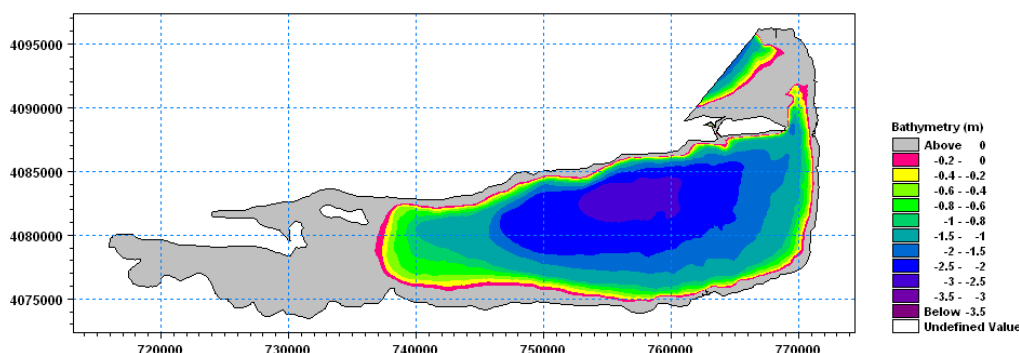 4095000
4090000
4085000
4080000
4075000
720000 730000 740000 750000 760000 770000
Bathymetry (m)
Above 0
-0.2 - 0
-0.4 - -0.2
-0.6 - -0.4
-0.8 - -0.6
-1 - -0.8
-1.5 - -1
-2 - -1.5
-2.5 - -2
-3 - -2.5
-3.5 - -3
Below -3.5
Undefined Value